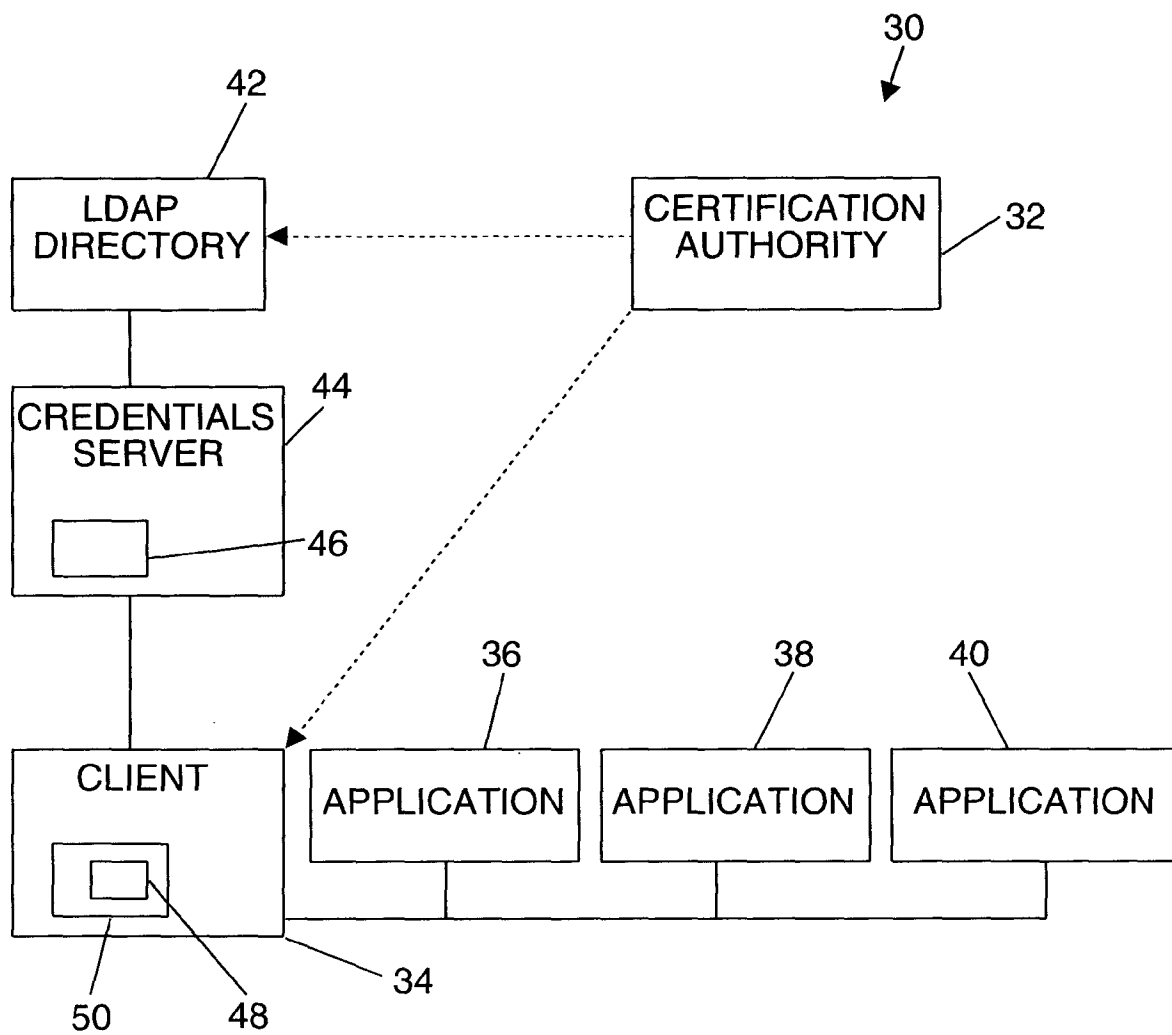 30
42
LDAP
DIRECTORY
CERTIFICATION
AUTHORITY
32
44
CREDENTIALS
SERVER
46
36
38
40
CLIENT
APPLICATION
APPLICATION
APPLICATION
50
48
34